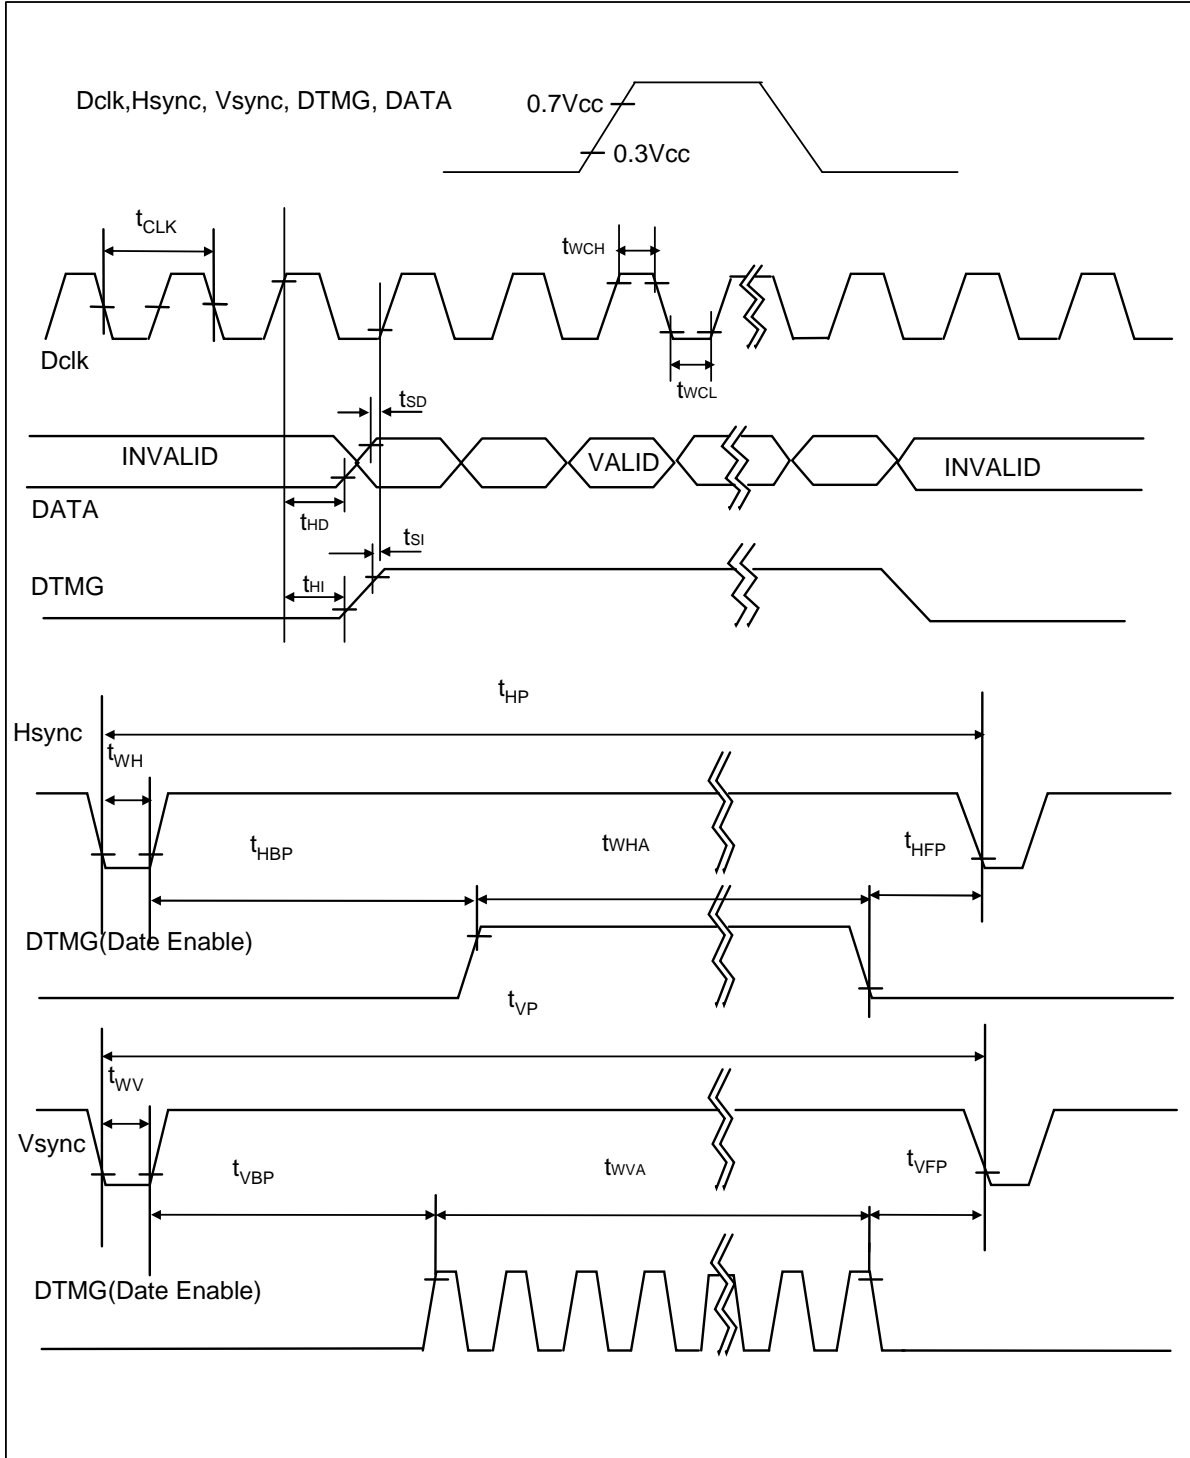 Dclk,Hsync, Vsync, DTMG, DATA
0.7Vcc
0.3Vcc
tCLK
tWCH
Dclk
tWCL
tSD
INVALID
VALID
INVALID
DATA
tHD
tSI
DTMG
tHI
tHP
Hsync
tWH
tHBP
tWHA
tHFP
DTMG(Date Enable)
tVP
tWV
Vsync
tVBP
tWVA
tVFP
DTMG(Date Enable)